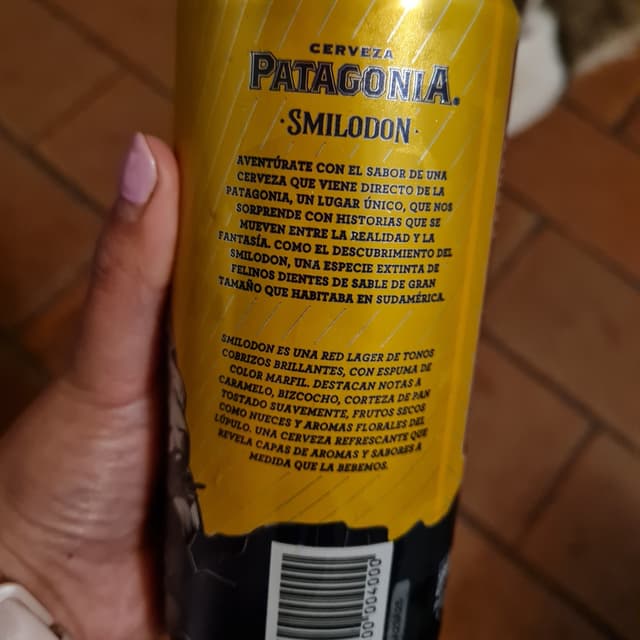 CERVEZA
PATAGONIA.
·SMILODON·
AVENTÚRATE CON EL SABOR DE UNA
CERVEZA QUE VIENE DIRECTO DE LA
PATAGONIA, UN LUGAR ÚNICO, QUE NOS
SORPRENDE CON HISTORIAS QUE SE
MUEVEN ENTRE LA REALIDAD Y LA
FANTASÍA. COMO EL DESCUBRIMIENTO DEL
SMILODON, UNA ESPECIE EXTINTA DE
FELINOS DIENTES DE SABLE DE GRAN
TAMAÑO QUE HABITABA EN SUDAMÉRICA.
SMILODON ES UNA RED LAGER DE TONOS
COBRIZOS BRILLANTES, CON ESPUMA DE
COLOR MARFIL. DESTACAN NOTAS A
CARAMELO, BIZCOCHO, CORTEZA DE PAN
TOSTADO SUAVEMENTE, FRUTOS SECOS
COMO NUECES Y AROMAS FLORALES DEL
LÚPULO. UNA CERVEZA REFRESCANTE QUE
REVELA CAPAS DE AROMAS Y SABORES A
MEDIDA QUE LA BEBEMOS.